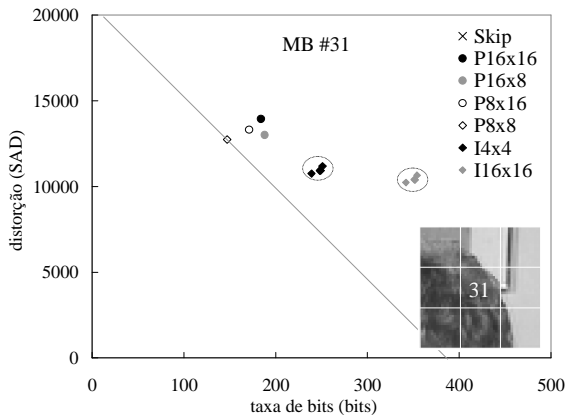 MB #31
Skip
P16x16
P16x8
P8x16
P8x8
I4x4
I16x16
distorção (SAD)
20000
15000
10000
5000
0
31
0 100 200 300 400 500
taxa de bits (bits)